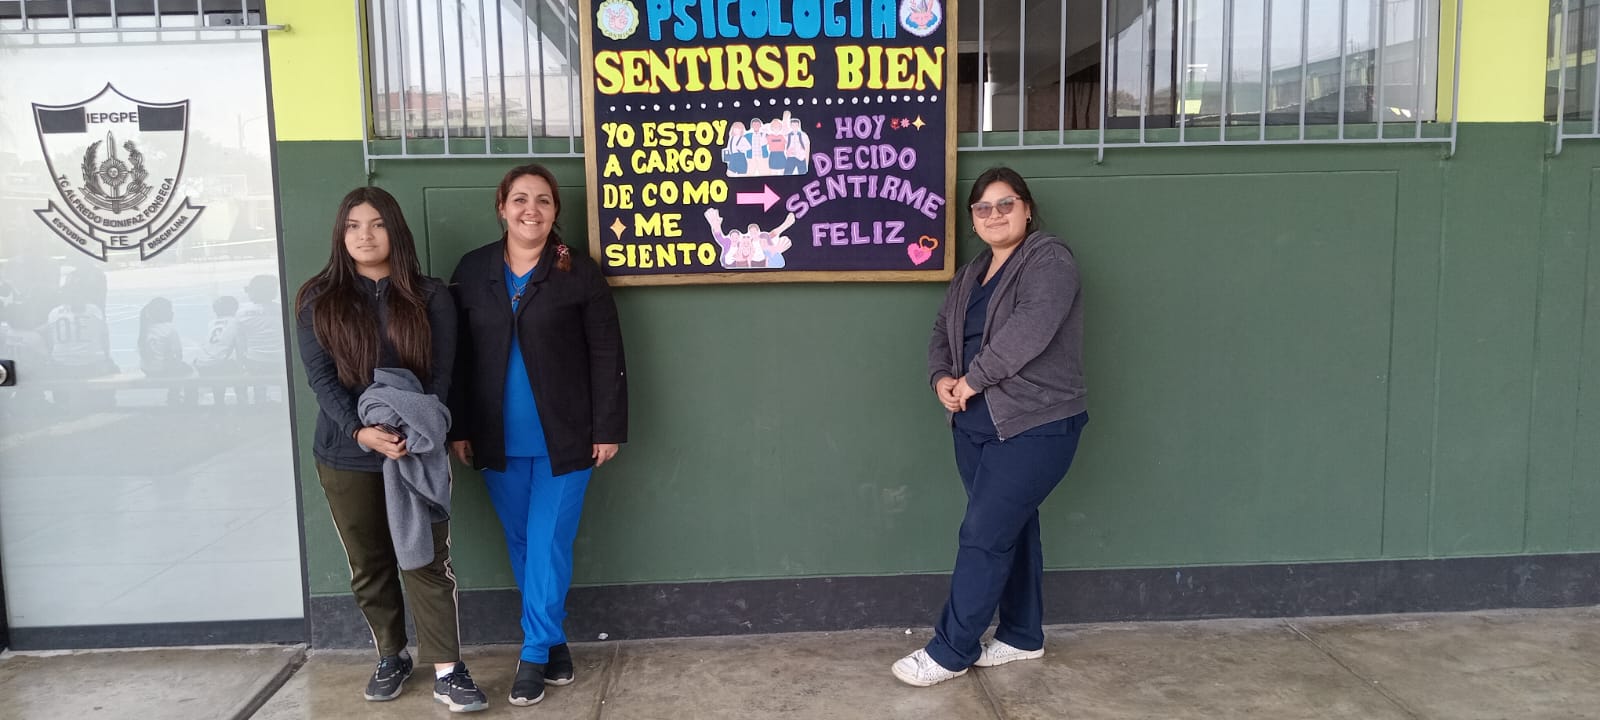 IEPGPE
TC ALFREDO BONIFAZ FONSECA
ESTUDIO
FE
DISCIPLINA
PSICOLOGIA
SENTIRSE BIEN
YO ESTOY
A CARGO
DE COMO
ME
SIENTO
HOY
DECIDO
SENTIRME
FELIZ